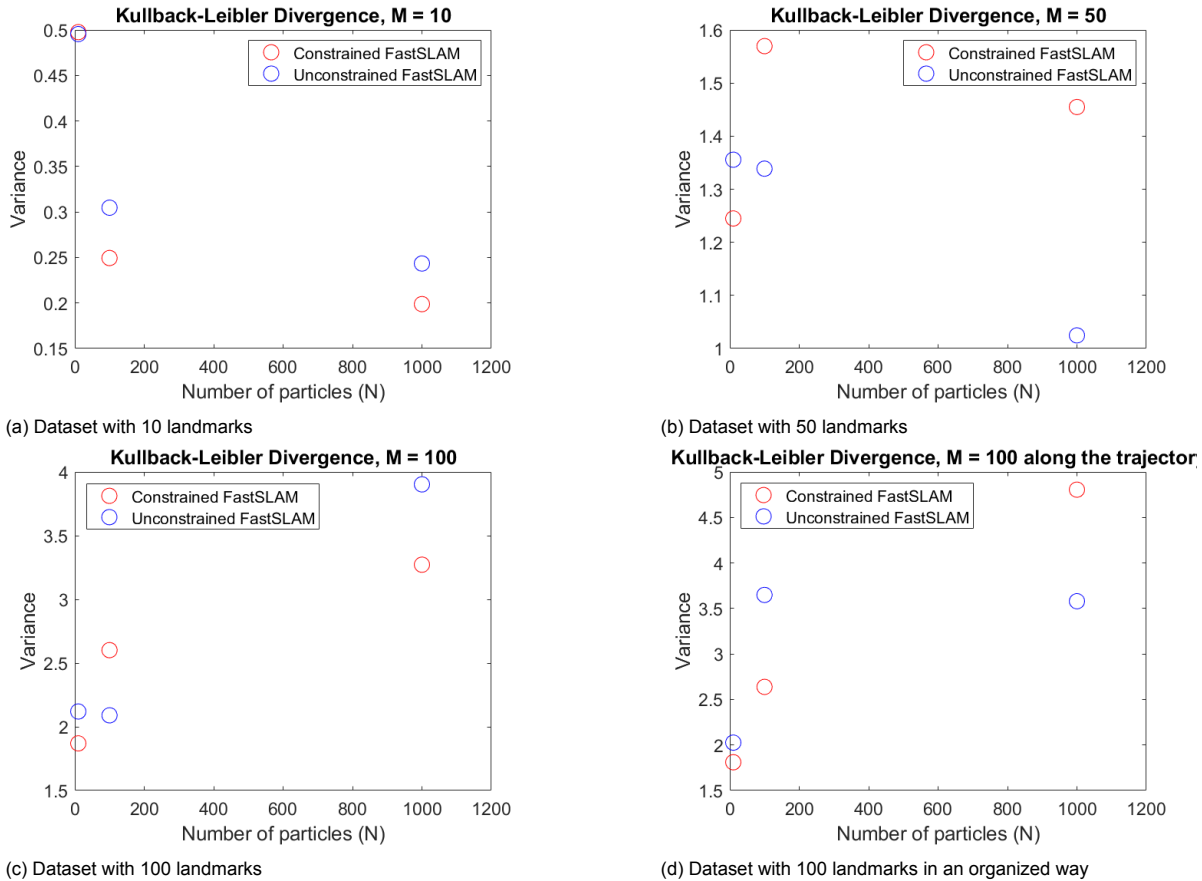 Kullback-Leibler Divergence, M = 10
0.5
0.45
0.4
0.35
0.3
0.25
0.2
0.15
Variance
Constrained FastSLAM
Unconstrained FastSLAM
0 200 400 600 800 1000 1200
Number of particles (N)
(a) Dataset with 10 landmarks
Kullback-Leibler Divergence, M = 50
1.6
1.5
1.4
1.3
1.2
1.1
1
Variance
Constrained FastSLAM
Unconstrained FastSLAM
0 200 400 600 800 1000 1200
Number of particles (N)
(b) Dataset with 50 landmarks
Kullback-Leibler Divergence, M = 100
4
3.5
3
2.5
2
1.5
Variance
Constrained FastSLAM
Unconstrained FastSLAM
0 200 400 600 800 1000 1200
Number of particles (N)
(c) Dataset with 100 landmarks
Kullback-Leibler Divergence, M = 100 along the trajectory
5
4.5
4
3.5
3
2.5
2
1.5
Variance
Constrained FastSLAM
Unconstrained FastSLAM
0 200 400 600 800 1000 1200
Number of particles (N)
(d) Dataset with 100 landmarks in an organized way